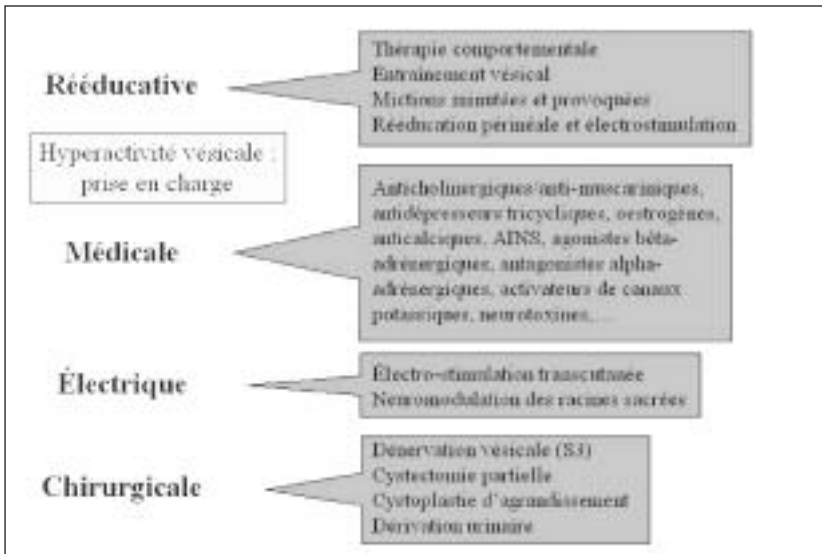 Rééducative
Thérapie comportementale
Entraînement vésical
Mictions minutées et provoquées
Rééducation périnéale et électrostimulation
Hyperactivité vésicale :
prise en charge
Médicale
Anticholinergiques/anti-muscariniques,
antidépresseurs tricycliques, oestrogènes,
anticalciques, AINS, agonistes bêta-
adrénergiques, antagonistes alpha-
adrénergiques, activateurs de canaux
potassiques, neurotoxines,...
Électrique
Électro-stimulation transcutanée
Neuromodulation des racines sacrées
Chirurgicale
Dénervation vésicale (S3)
Cystectomie partielle
Cystoplastie d'agrandissement
Dérivation urinaire